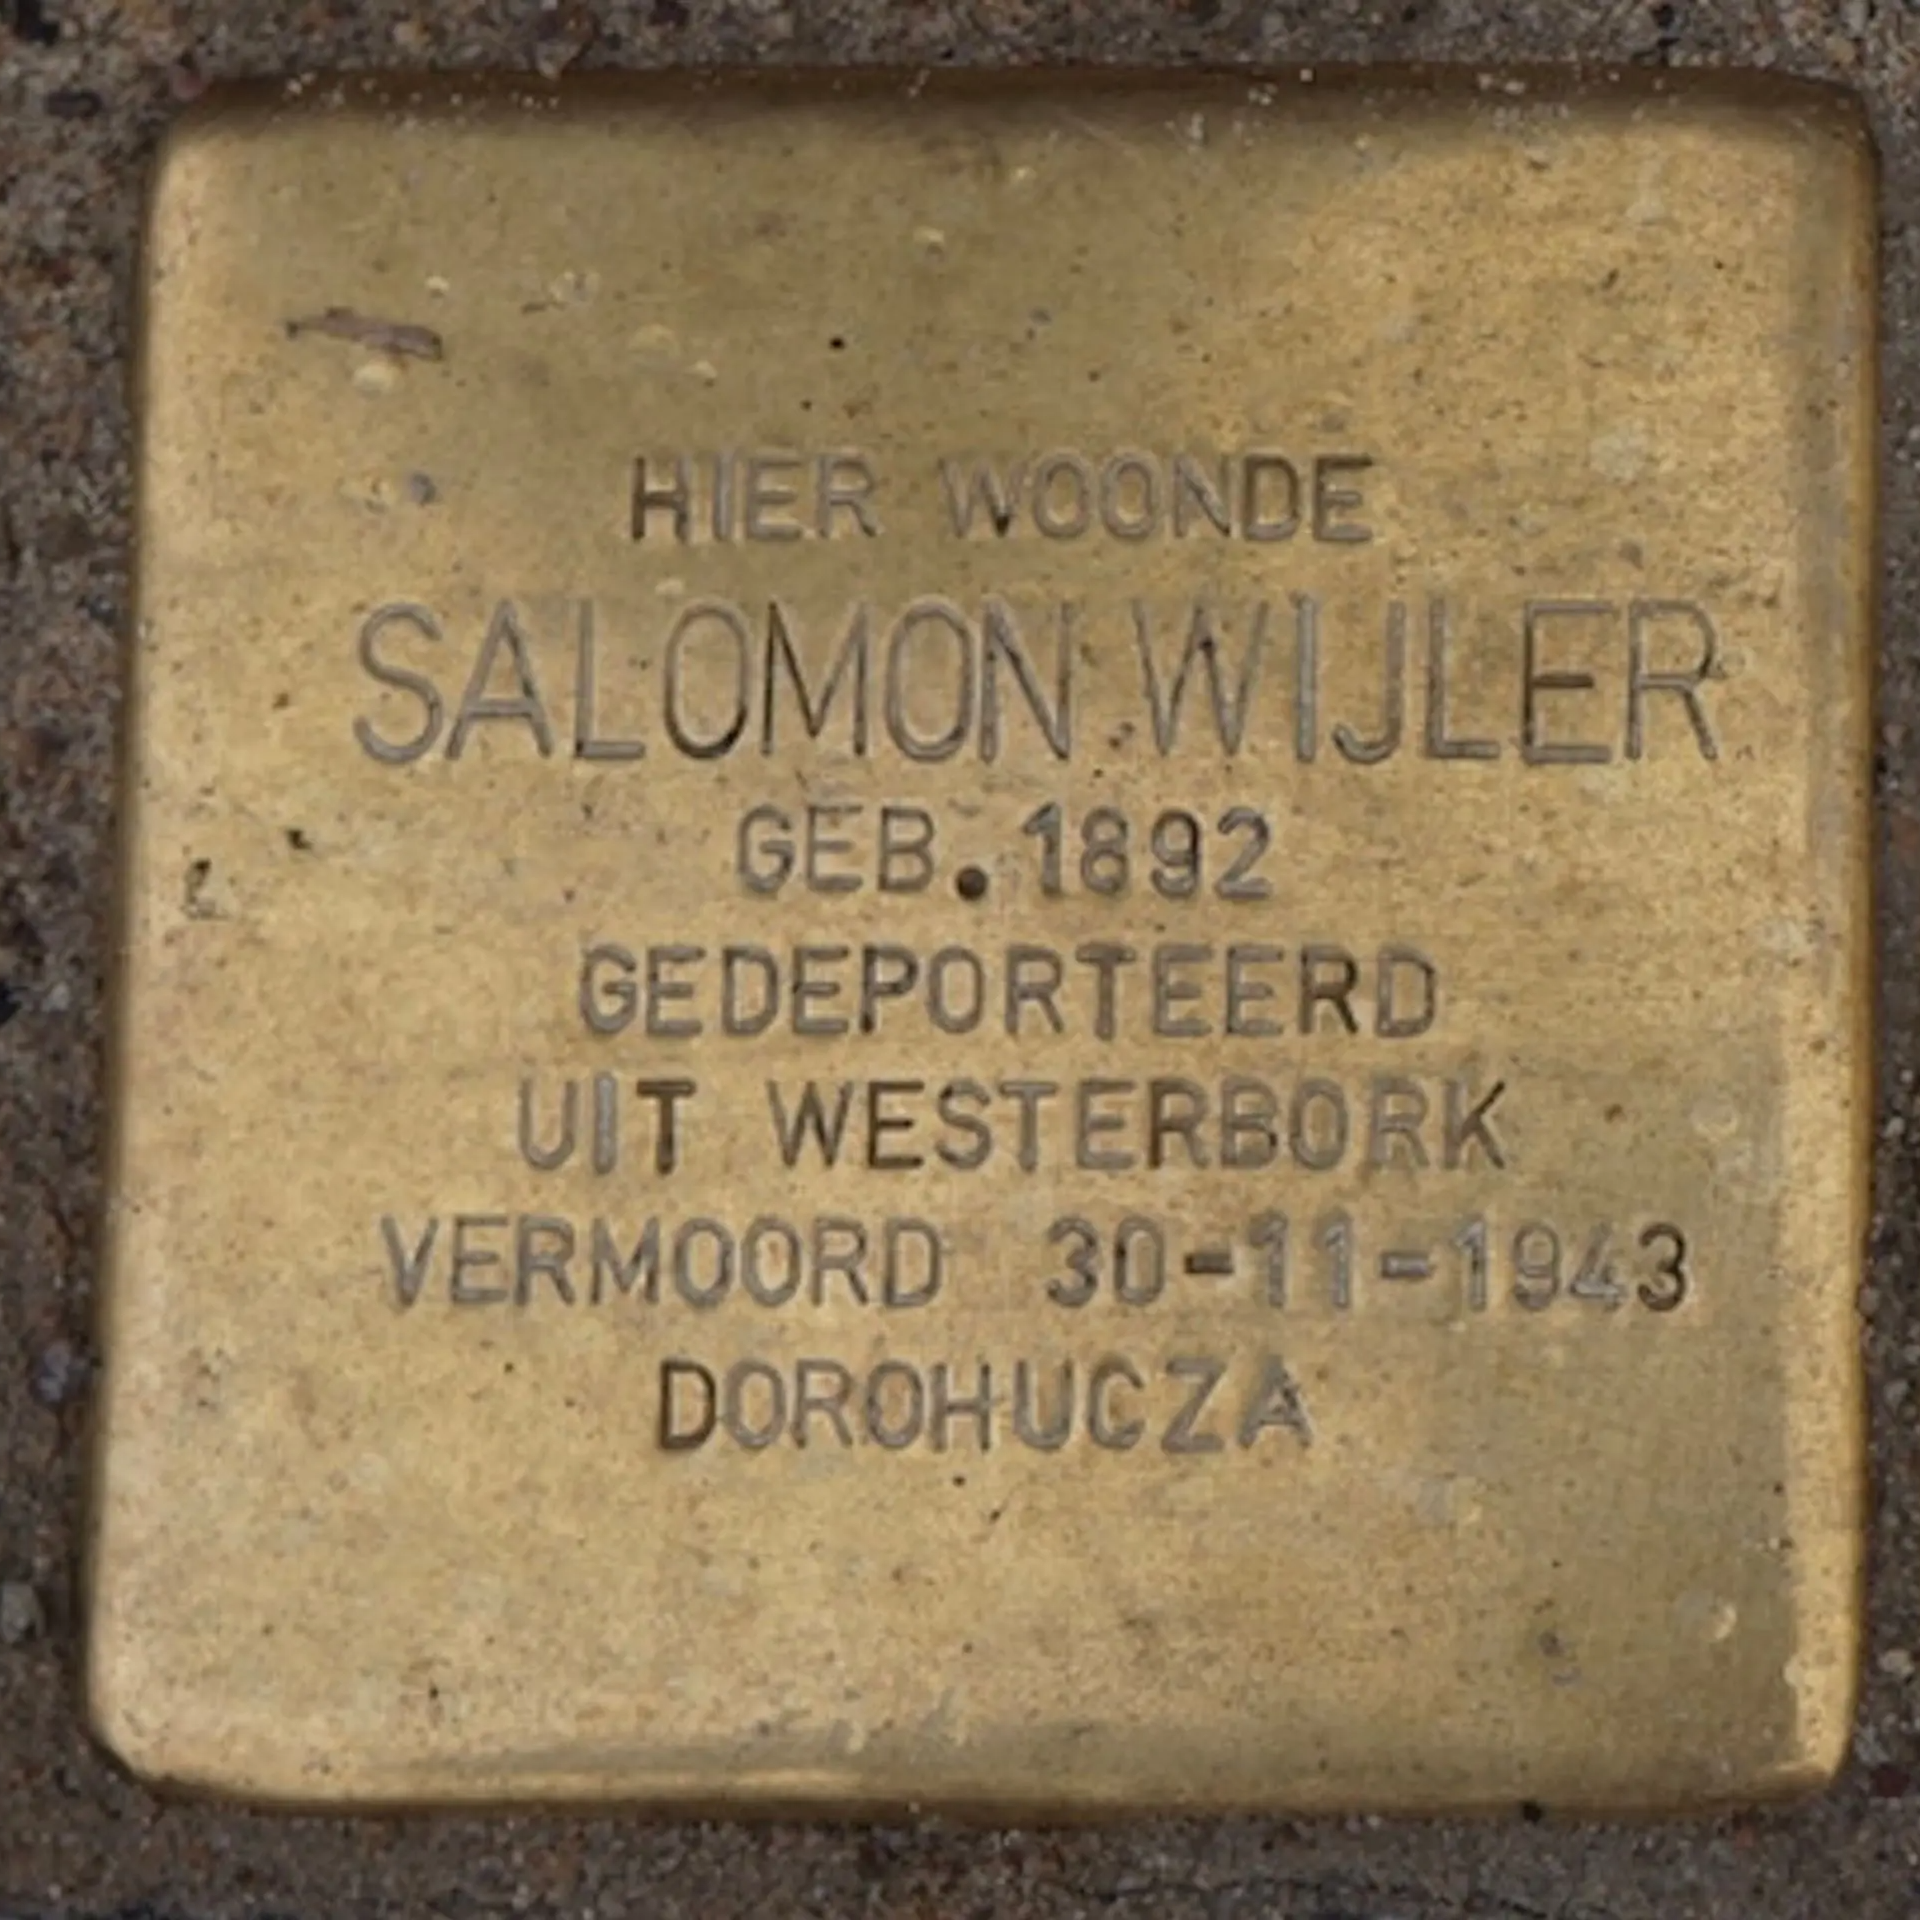 HIER WOONDE
SALOMON WIJLER
GEB. 1892
GEDEPORTEERD
UIT WESTERBORK
VERMOORD 30-11-1943
DOROHUCZA